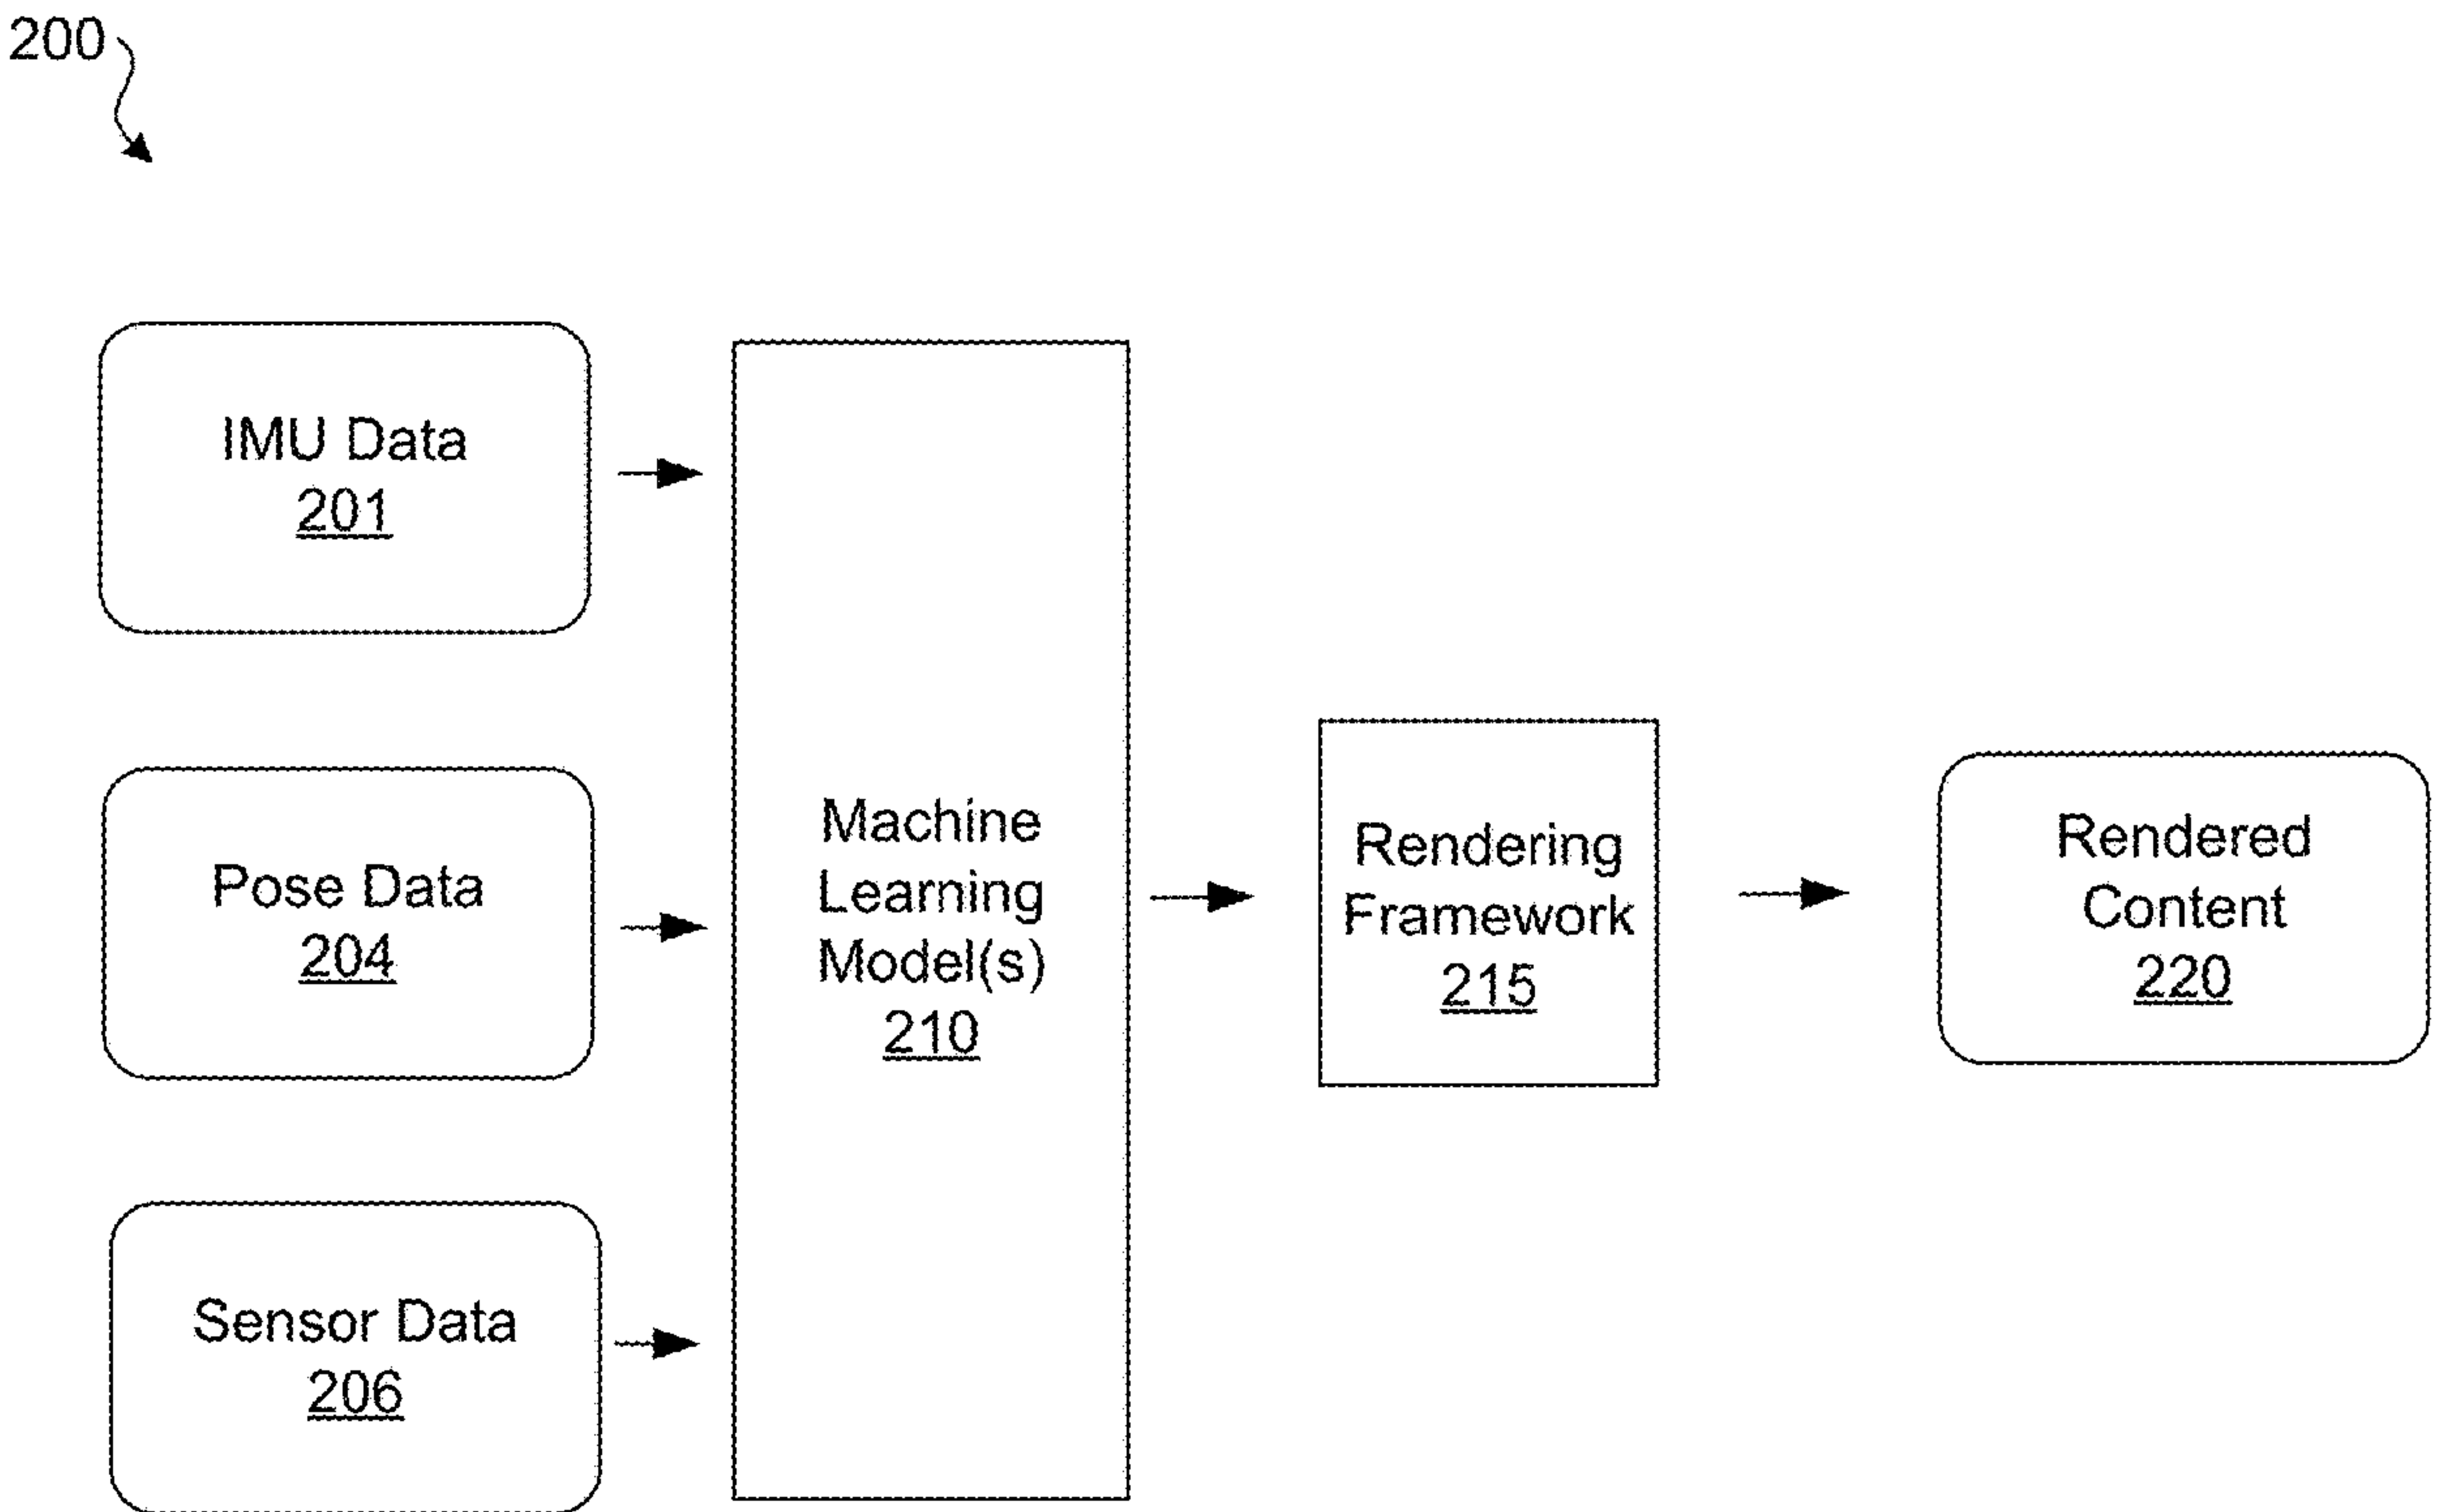 200
IMU Data
201
Pose Data
204
Sensor Data
206
Machine
Learning
Model(s)
210
Rendering
Framework
215
Rendered
Content
220